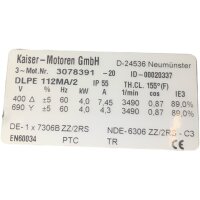 Kaiser-Motoren GmbH D-24536 Neumünster
3~Mot.Nr. 3078391 -20 ID-00020337
DLPE 112MA/2 IP 55 TH.CL. 155°(F)
V Hz kW A min-1 cos φ IE3
400 Δ ±5 60 4,0 7,45 3490 0,87 89,0%
690 Y ±5 60 4,0 4,3 3490 0,87 89,0%
DE- 1 x 7306B ZZ/2RS NDE-6306 ZZ/2RS - C3
EN60034 PTC TR